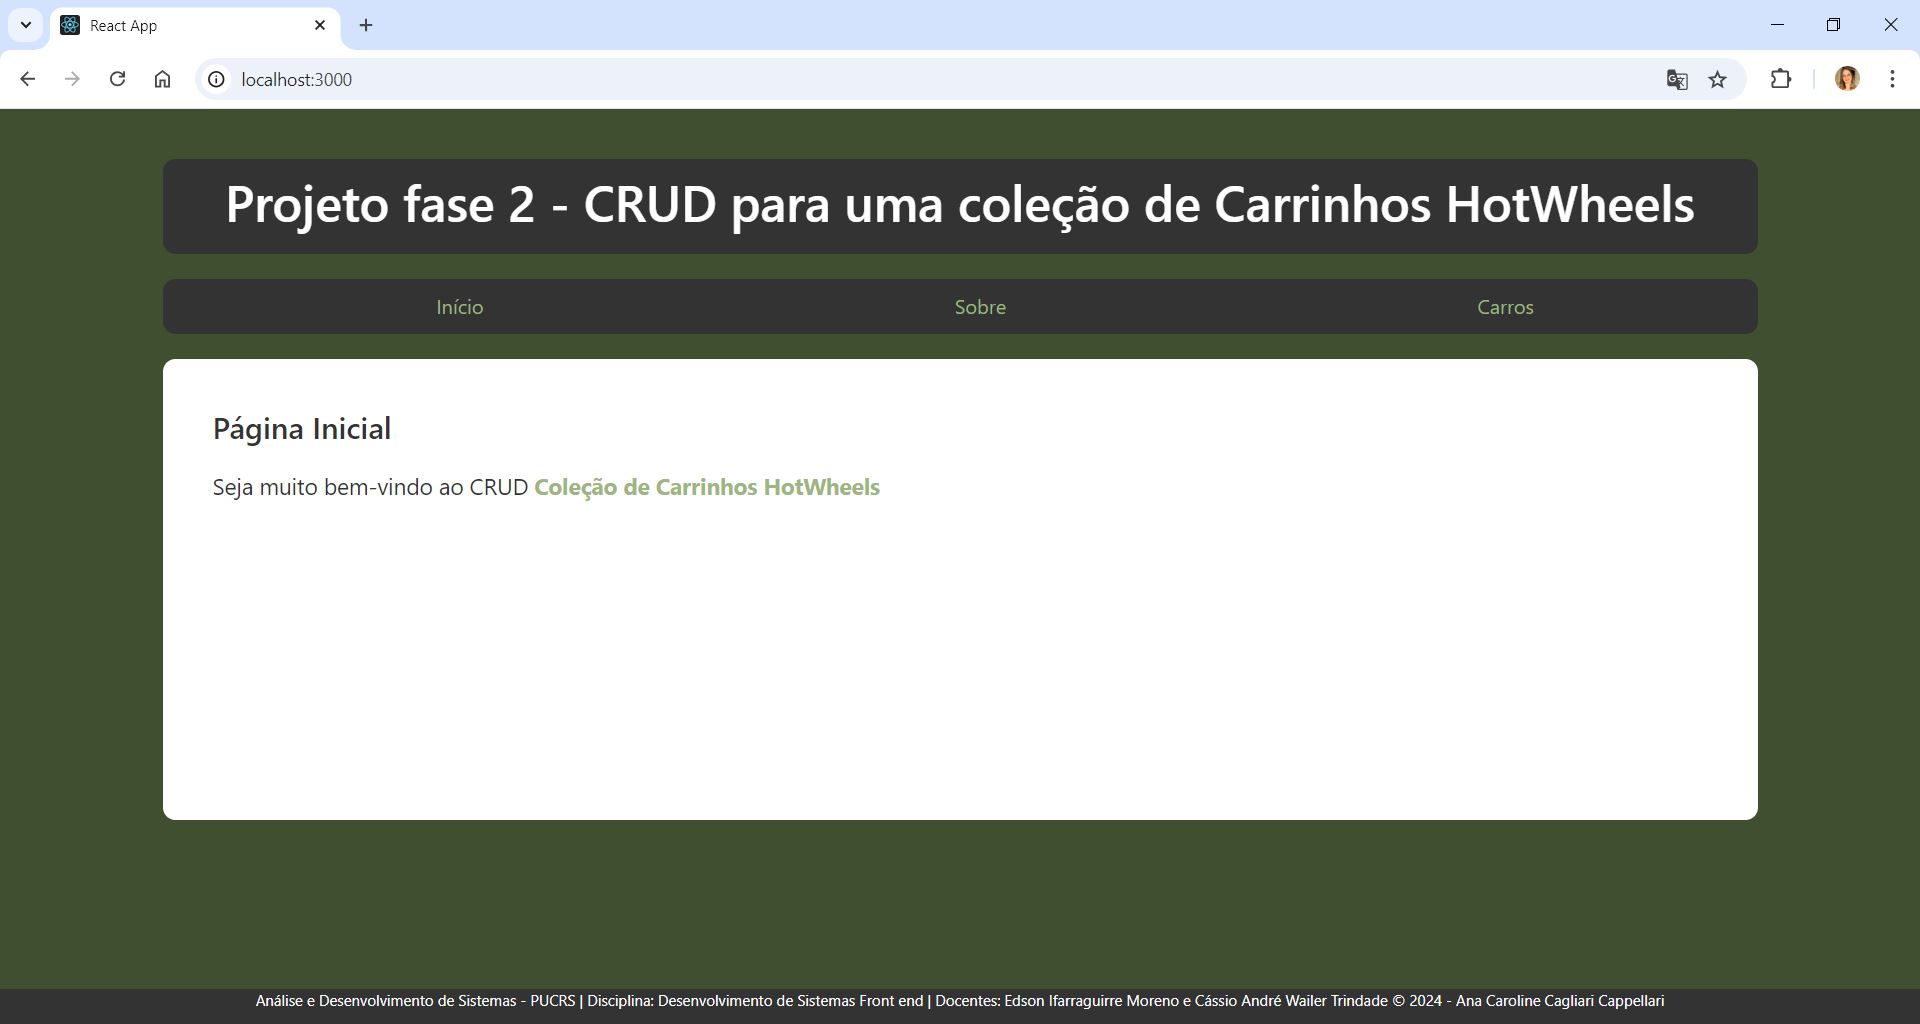 React App
localhost:3000
Projeto fase 2 - CRUD para uma coleção de Carrinhos HotWheels
Início Sobre Carros
Página Inicial
Seja muito bem-vindo ao CRUD Coleção de Carrinhos HotWheels
Análise e Desenvolvimento de Sistemas - PUCRS | Disciplina: Desenvolvimento de Sistemas Front end | Docentes: Edson Ifarraguirre Moreno e Cássio André Wailer Trindade © 2024 - Ana Caroline Cagliari Cappellari